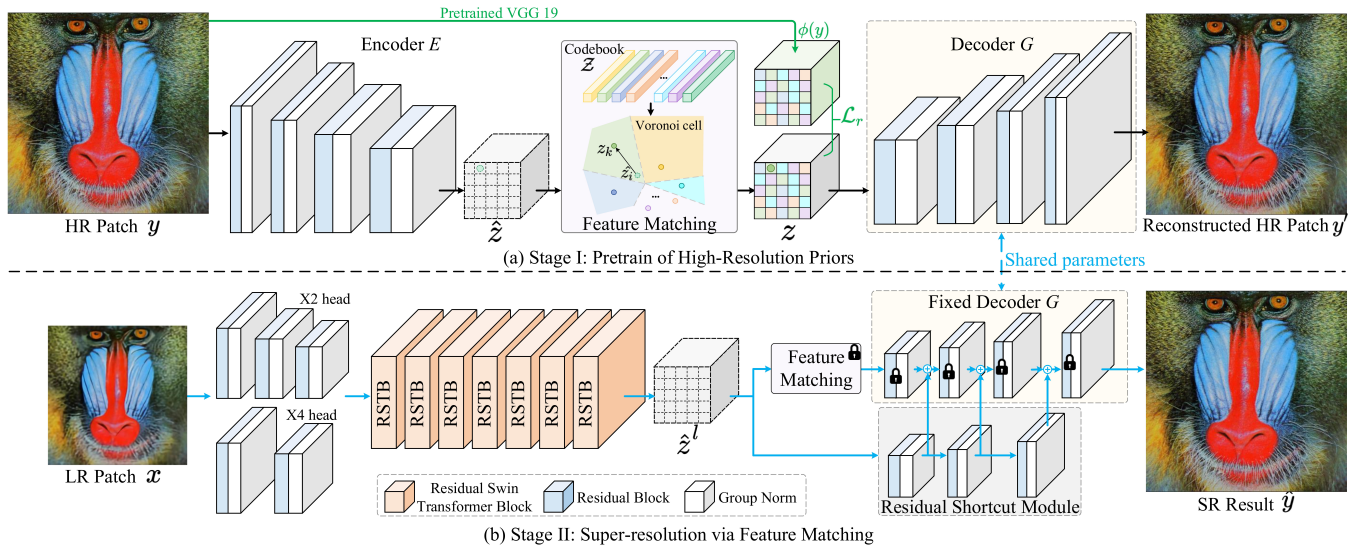 Pretrained VGG 19
ϕ(y)
Encoder E
Codebook
Z
...
Voronoi cell
z_k
ẑ_i
...
Feature Matching
ẑ
z
L_r
Decoder G
HR Patch y
Reconstructed HR Patch y′
(a) Stage I: Pretrain of High-Resolution Priors
Shared parameters
X2 head
X4 head
LR Patch x
RSTB
RSTB
RSTB
RSTB
RSTB
RSTB
RSTB
ẑ^l
Feature
Matching
Fixed Decoder G
Residual Shortcut Module
SR Result ŷ
Residual Swin
Transformer Block
Residual Block
Group Norm
(b) Stage II: Super-resolution via Feature Matching